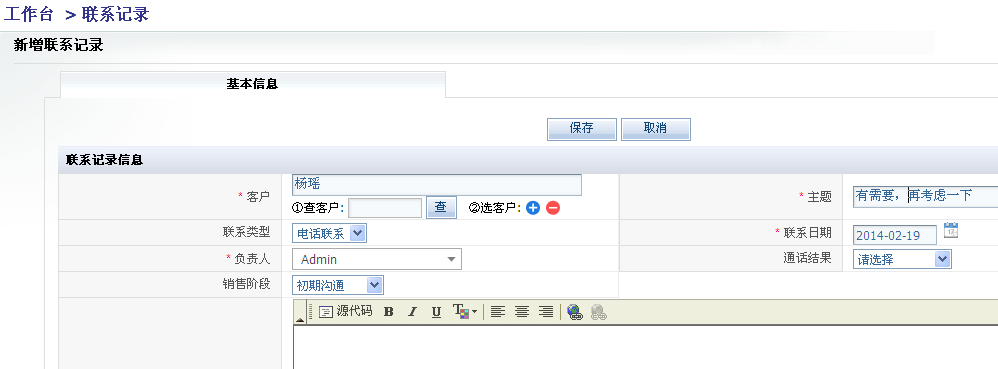 工作台 > 联系记录
新增联系记录
基本信息
保存 取消
联系记录信息
* 客户 杨瑶
①查客户: 查 ②选客户:
* 主题 有需要，再考虑一下
联系类型 电话联系 * 联系日期 2014-02-19
* 负责人 Admin 通话结果 请选择
销售阶段 初期沟通
源代码 B I U T